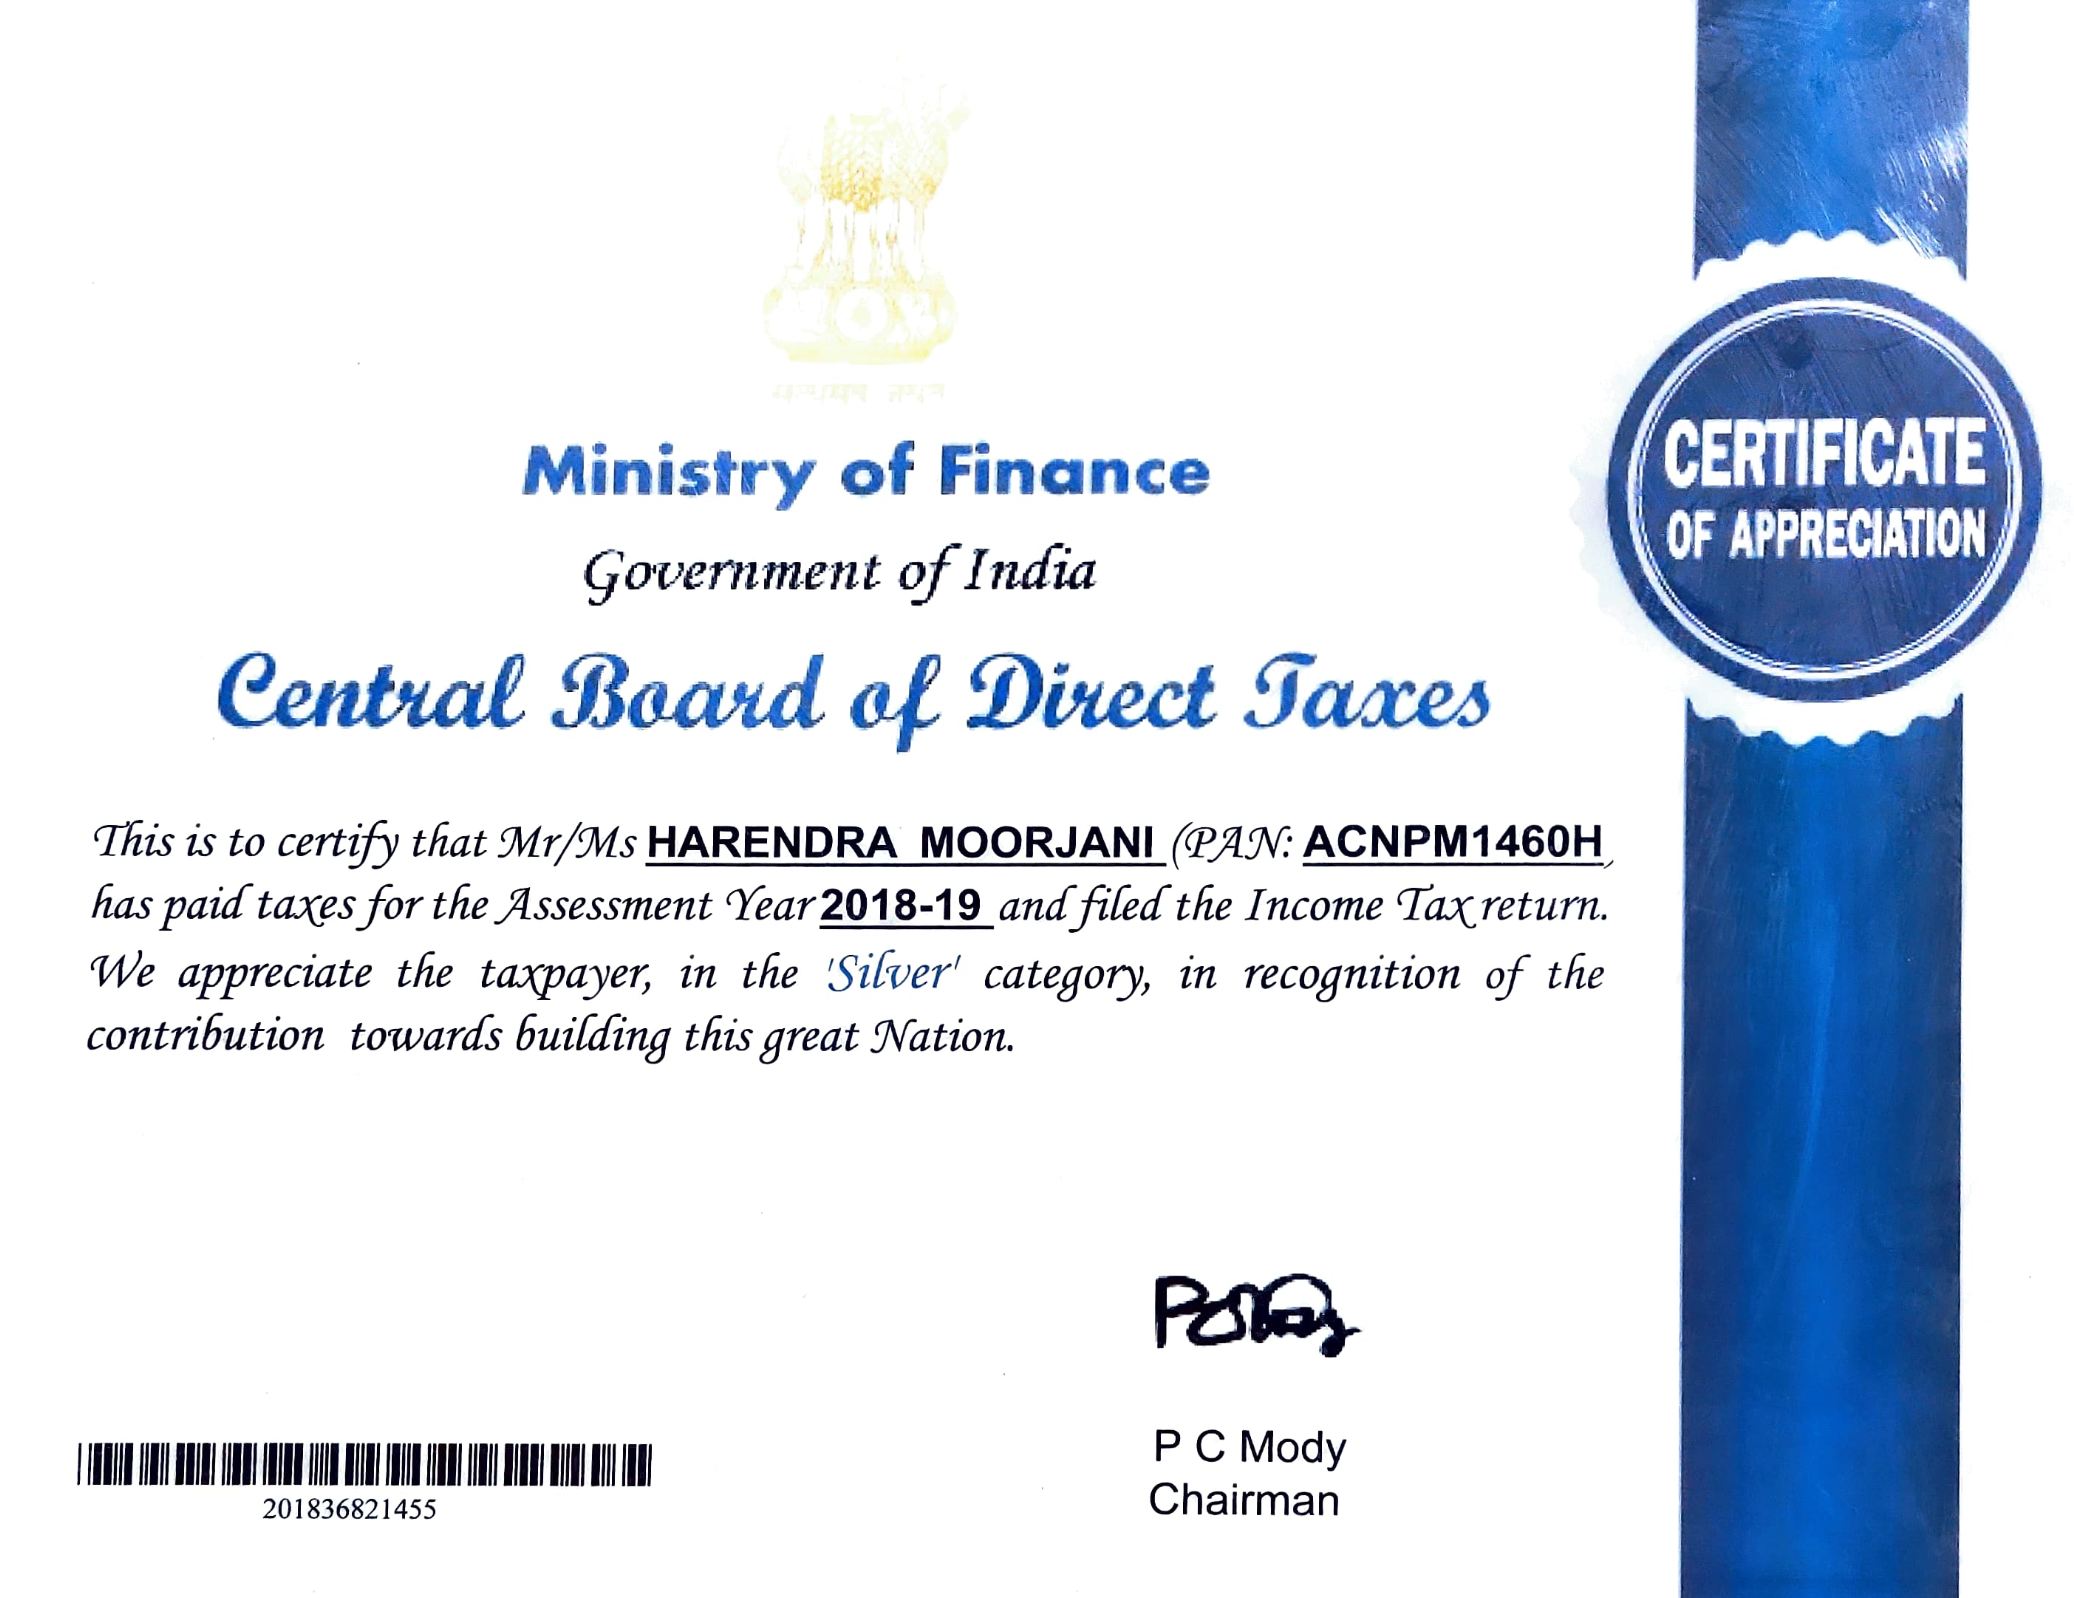 Ministry of Finance
Government of India
Central Board of Direct Taxes
CERTIFICATE
OF APPRECIATION
This is to certify that Mr/Ms HARENDRA MOORJANI (PAN: ACNPM1460H,
has paid taxes for the Assessment Year 2018-19 and filed the Income Tax return.
We appreciate the taxpayer, in the 'Silver' category, in recognition of the
contribution towards building this great Nation.
P C Mody
Chairman
201836821455